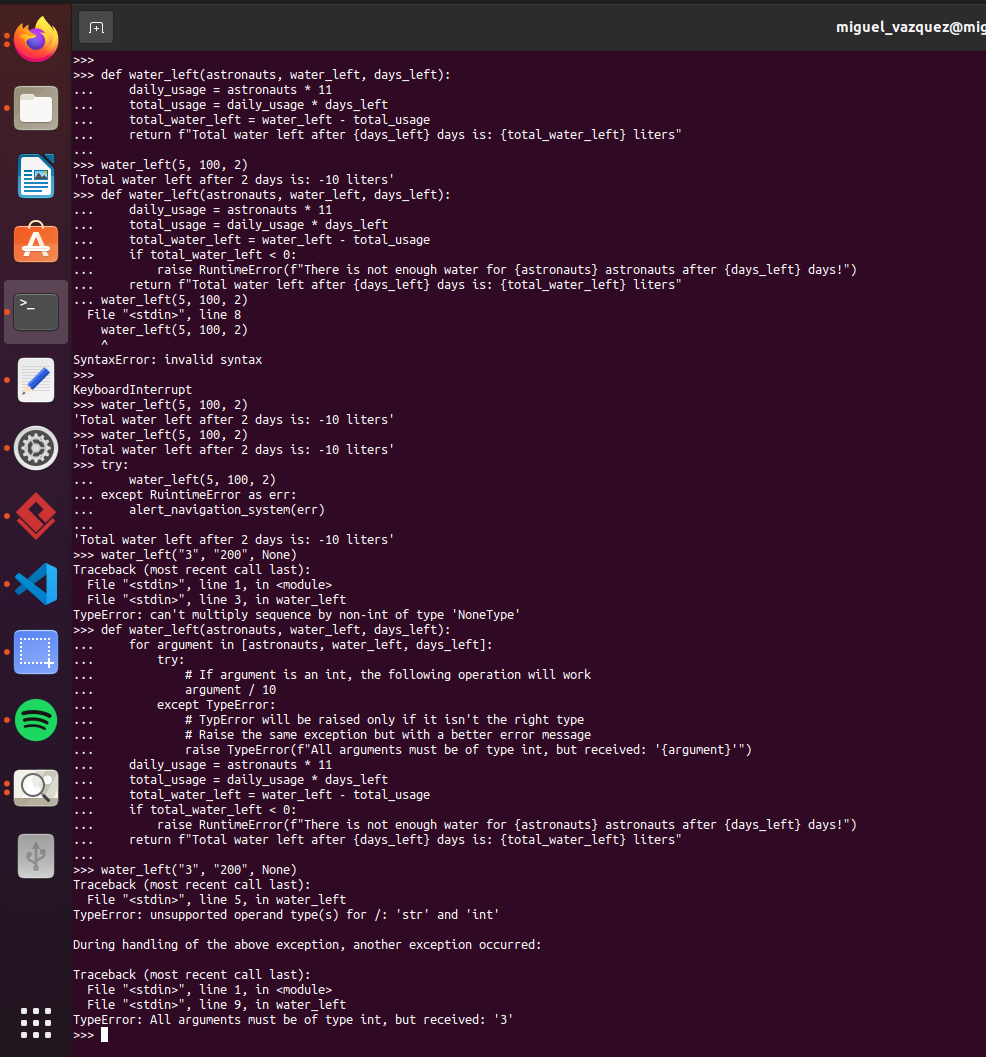 miguel_vazquez@mig
>>>
>>> def water_left(astronauts, water_left, days_left):
...     daily_usage = astronauts * 11
...     total_usage = daily_usage * days_left
...     total_water_left = water_left - total_usage
...     return f"Total water left after {days_left} days is: {total_water_left} liters"
...
>>> water_left(5, 100, 2)
'Total water left after 2 days is: -10 liters'
>>> def water_left(astronauts, water_left, days_left):
...     daily_usage = astronauts * 11
...     total_usage = daily_usage * days_left
...     total_water_left = water_left - total_usage
...     if total_water_left < 0:
...         raise RuntimeError(f"There is not enough water for {astronauts} astronauts after {days_left} days!")
...     return f"Total water left after {days_left} days is: {total_water_left} liters"
... water_left(5, 100, 2)
  File "<stdin>", line 8
    water_left(5, 100, 2)
    ^
SyntaxError: invalid syntax
>>>
KeyboardInterrupt
>>> water_left(5, 100, 2)
'Total water left after 2 days is: -10 liters'
>>> water_left(5, 100, 2)
'Total water left after 2 days is: -10 liters'
>>> try:
...     water_left(5, 100, 2)
... except RuintimeError as err:
...     alert_navigation_system(err)
...
'Total water left after 2 days is: -10 liters'
>>> water_left("3", "200", None)
Traceback (most recent call last):
  File "<stdin>", line 1, in <module>
  File "<stdin>", line 3, in water_left
TypeError: can't multiply sequence by non-int of type 'NoneType'
>>> def water_left(astronauts, water_left, days_left):
...     for argument in [astronauts, water_left, days_left]:
...         try:
...             # If argument is an int, the following operation will work
...             argument / 10
...         except TypeError:
...             # TypError will be raised only if it isn't the right type
...             # Raise the same exception but with a better error message
...             raise TypeError(f"All arguments must be of type int, but received: '{argument}'")
...     daily_usage = astronauts * 11
...     total_usage = daily_usage * days_left
...     total_water_left = water_left - total_usage
...     if total_water_left < 0:
...         raise RuntimeError(f"There is not enough water for {astronauts} astronauts after {days_left} days!")
...     return f"Total water left after {days_left} days is: {total_water_left} liters"
...
>>> water_left("3", "200", None)
Traceback (most recent call last):
  File "<stdin>", line 5, in water_left
TypeError: unsupported operand type(s) for /: 'str' and 'int'

During handling of the above exception, another exception occurred:

Traceback (most recent call last):
  File "<stdin>", line 1, in <module>
  File "<stdin>", line 9, in water_left
TypeError: All arguments must be of type int, but received: '3'
>>>